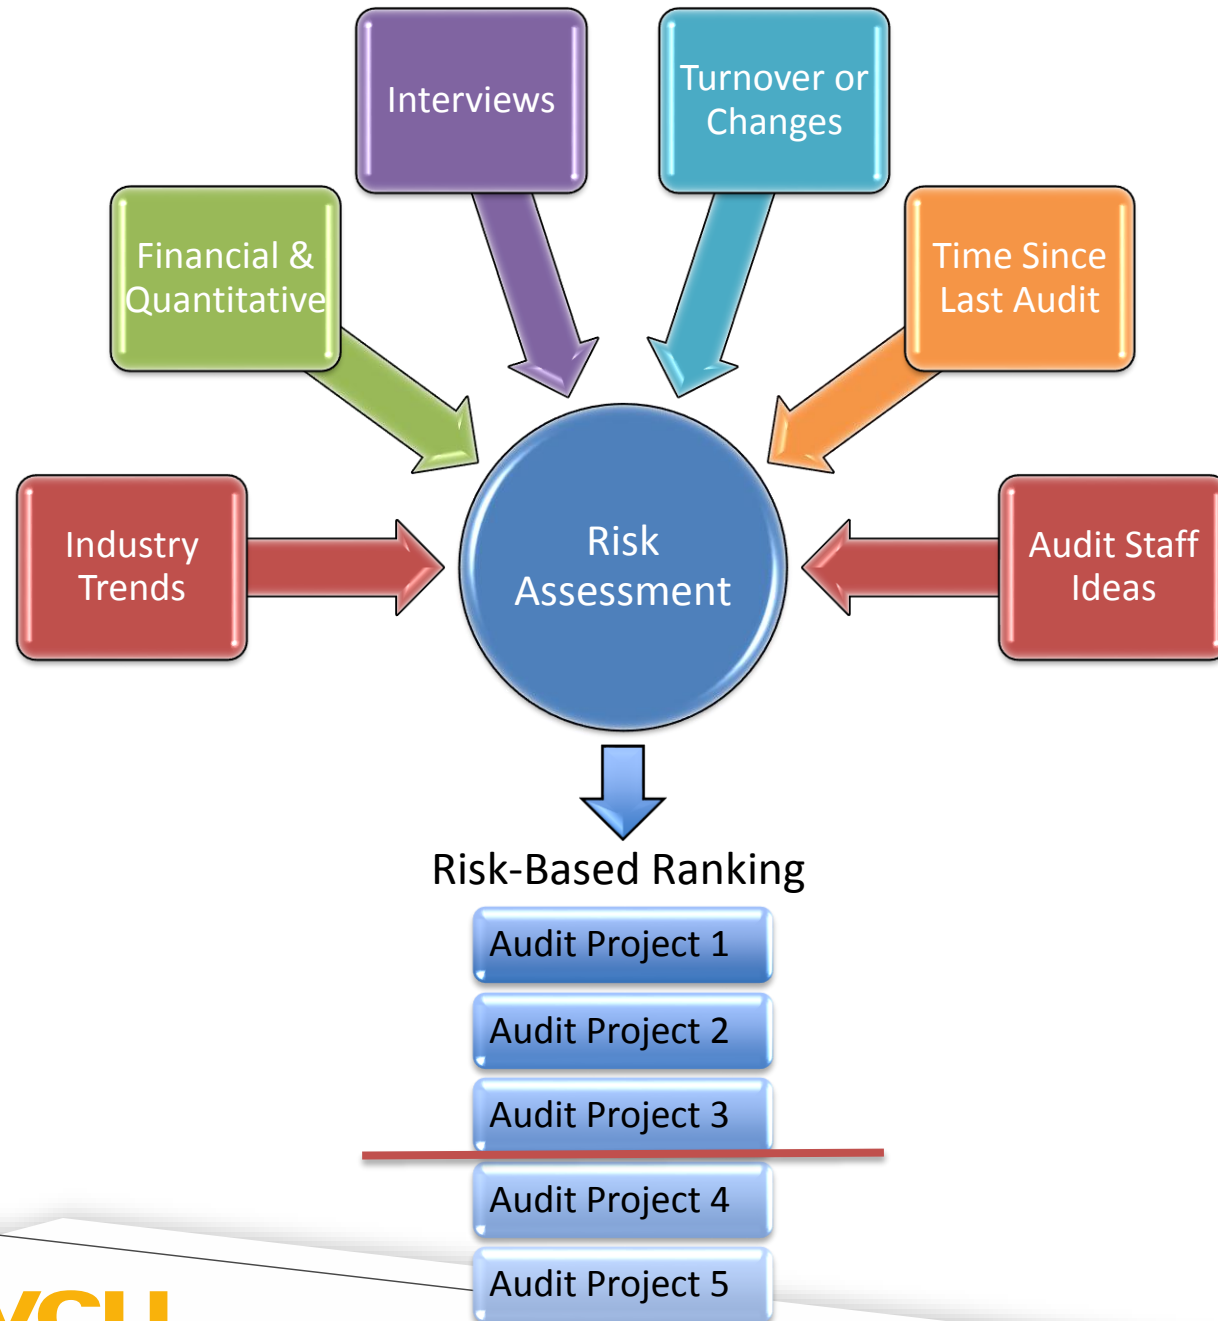 Interviews
Turnover or
Changes
Financial &
Quantitative
Time Since
Last Audit
Industry
Trends
Risk
Assessment
Audit Staff
Ideas
Risk-Based Ranking
Audit Project 1
Audit Project 2
Audit Project 3
Audit Project 4
Audit Project 5
VCU